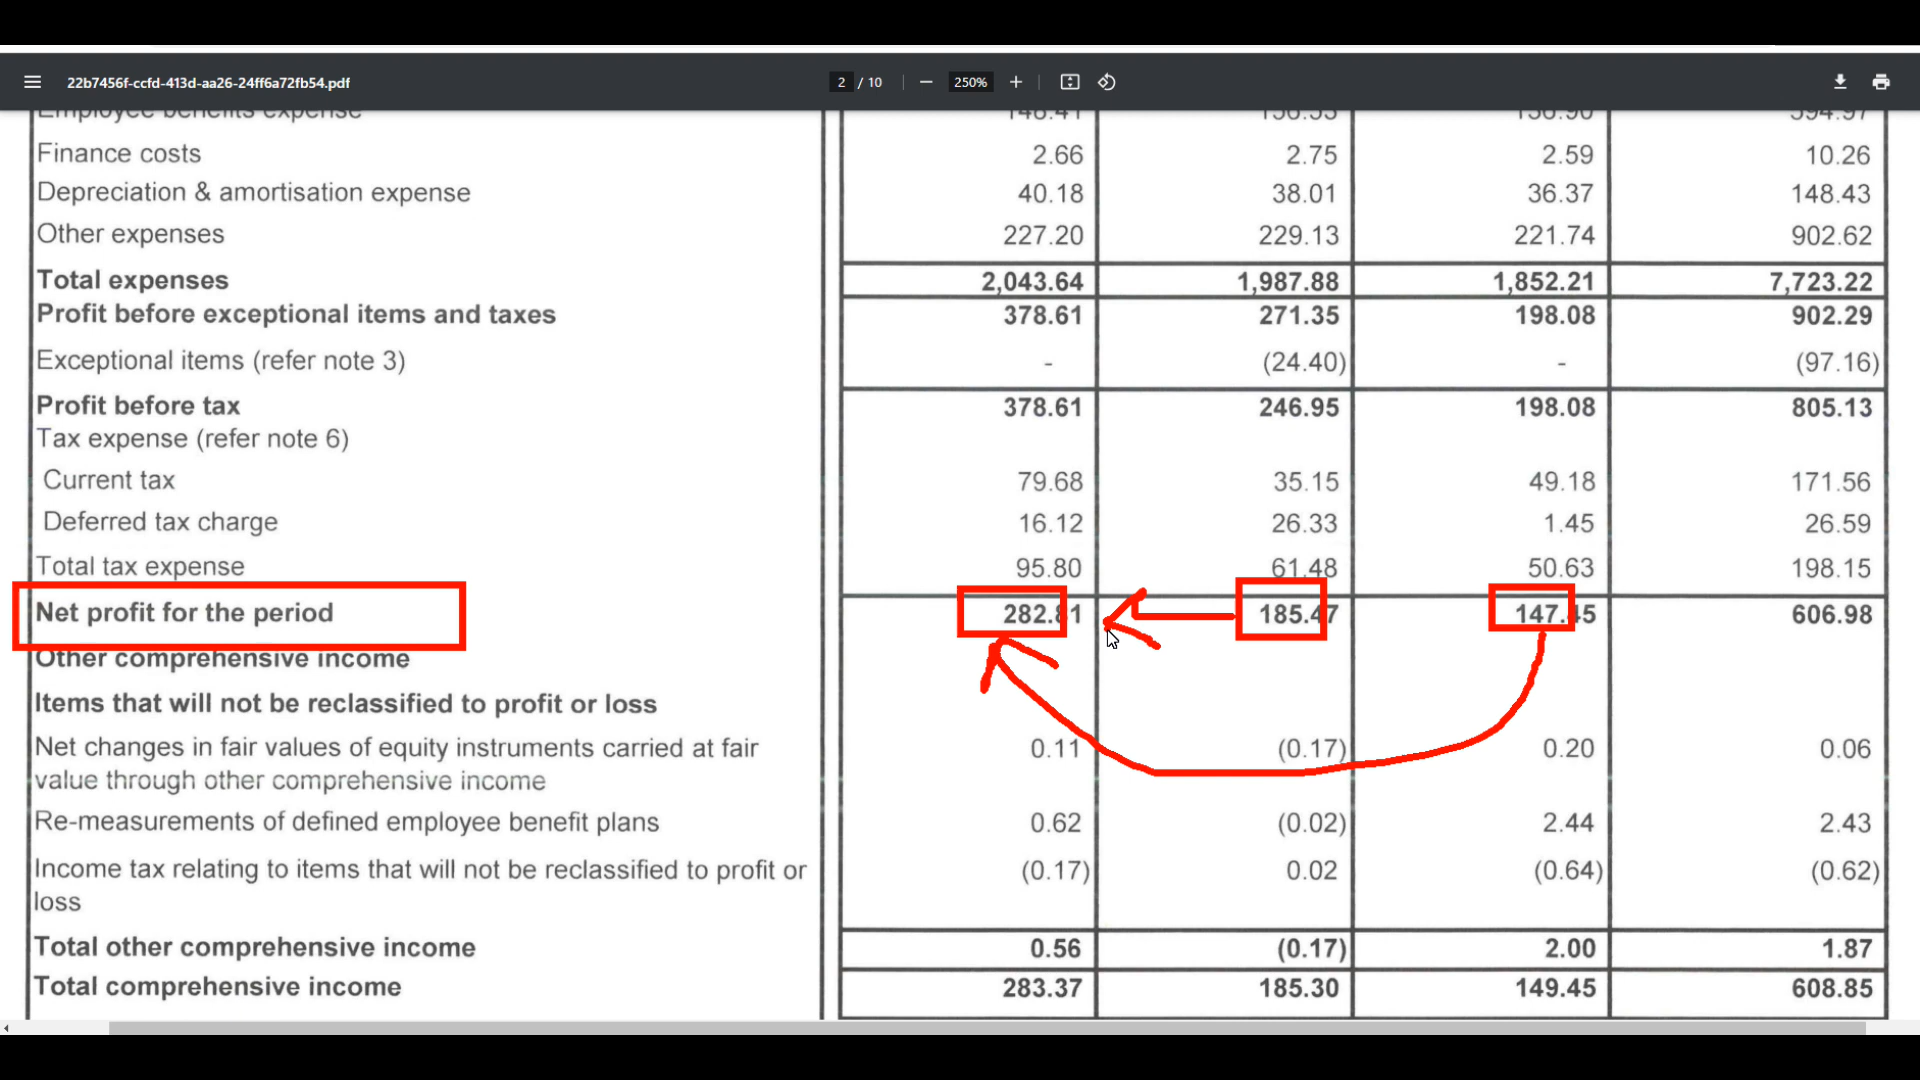 22b7456f-ccfd-413d-aa26-24ff6a72fb54.pdf 2 / 10 250%
Employee benefits expense 148.41 136.90 394.97
Finance costs 2.66 2.75 2.59 10.26
Depreciation & amortisation expense 40.18 38.01 36.37 148.43
Other expenses 227.20 229.13 221.74 902.62
Total expenses 2,043.64 1,987.88 1,852.21 7,723.22
Profit before exceptional items and taxes 378.61 271.35 198.08 902.29
Exceptional items (refer note 3) - (24.40) - (97.16)
Profit before tax 378.61 246.95 198.08 805.13
Tax expense (refer note 6)
Current tax 79.68 35.15 49.18 171.56
Deferred tax charge 16.12 26.33 1.45 26.59
Total tax expense 95.80 61.48 50.63 198.15
Net profit for the period 282.81 185.47 147.45 606.98
Other comprehensive income
Items that will not be reclassified to profit or loss
Net changes in fair values of equity instruments carried at fair 0.11 (0.17) 0.20 0.06
value through other comprehensive income
Re-measurements of defined employee benefit plans 0.62 (0.02) 2.44 2.43
Income tax relating to items that will not be reclassified to profit or (0.17) 0.02 (0.64) (0.62)
loss
Total other comprehensive income 0.56 (0.17) 2.00 1.87
Total comprehensive income 283.37 185.30 149.45 608.85